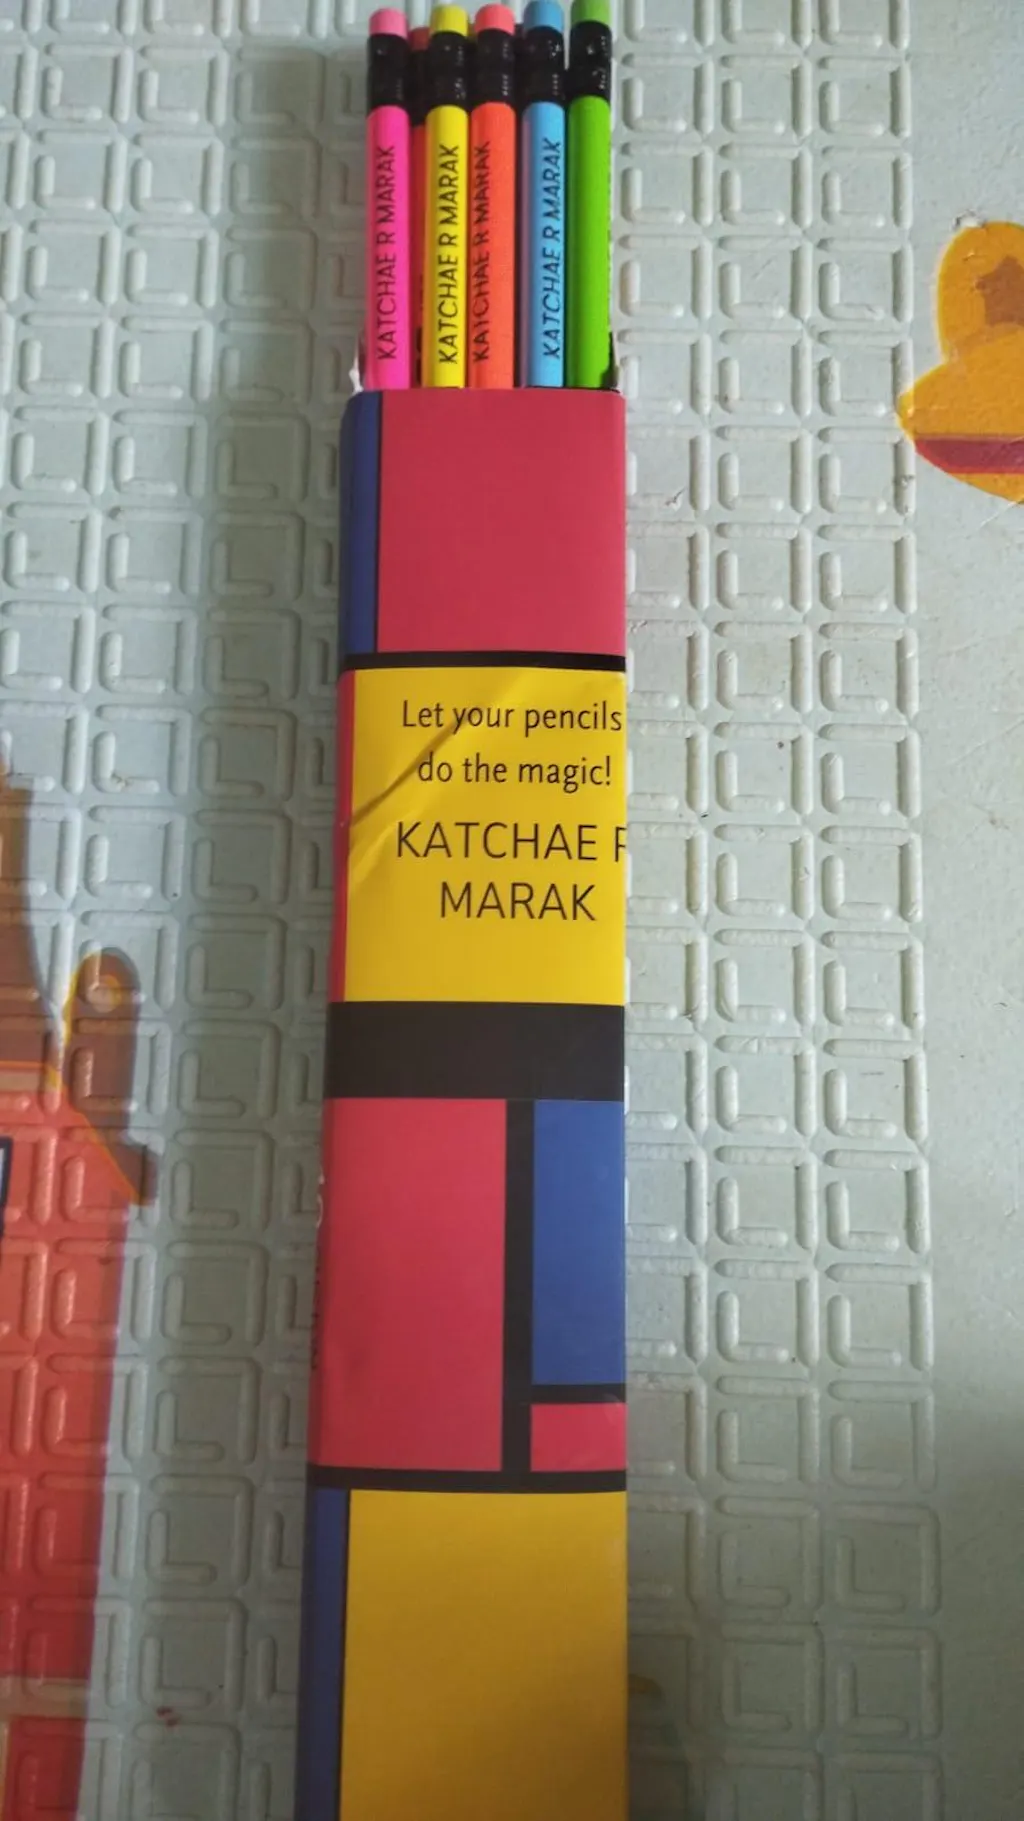 KATCHAE R MARAK
KATCHAE R MARAK
KATCHAE R MARAK
KATCHAE R MARAK
Let your pencils
do the magic!
KATCHAE R
MARAK